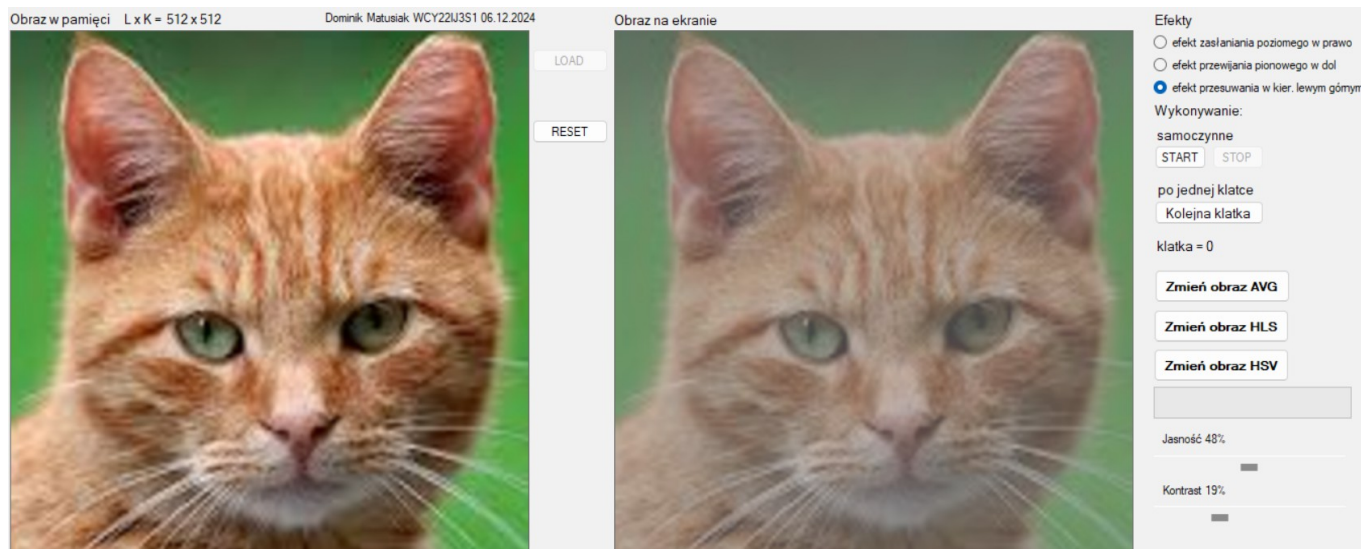 Obraz w pamięci L x K = 512 x 512
Dominik Matusiak WCY22IJ3S1 06.12.2024
LOAD
RESET
Obraz na ekranie
Efekty
efekt zasłaniania poziomego w prawo
efekt przewijania pionowego w dol
efekt przesuwania w kier. lewym górnym
Wykonywanie:
samoczynne
START STOP
po jednej klatce
Kolejna klatka
klatka = 0
Zmień obraz AVG
Zmień obraz HLS
Zmień obraz HSV
Jasność 48%
Kontrast 19%